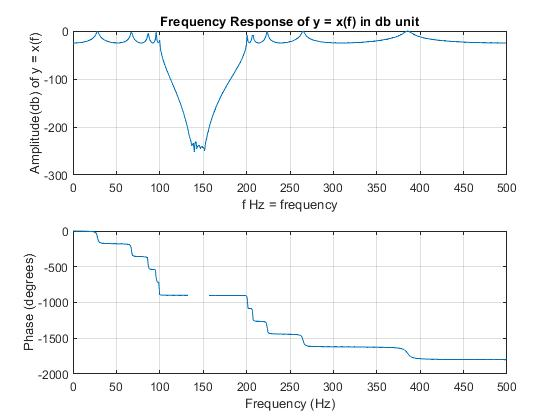 Frequency Response of y = x(f) in db unit
Amplitude(db) of y = x(f)
0
-100
-200
-300
0 50 100 150 200 250 300 350 400 450 500
f Hz = frequency
Phase (degrees)
0
-500
-1000
-1500
-2000
0 50 100 150 200 250 300 350 400 450 500
Frequency (Hz)